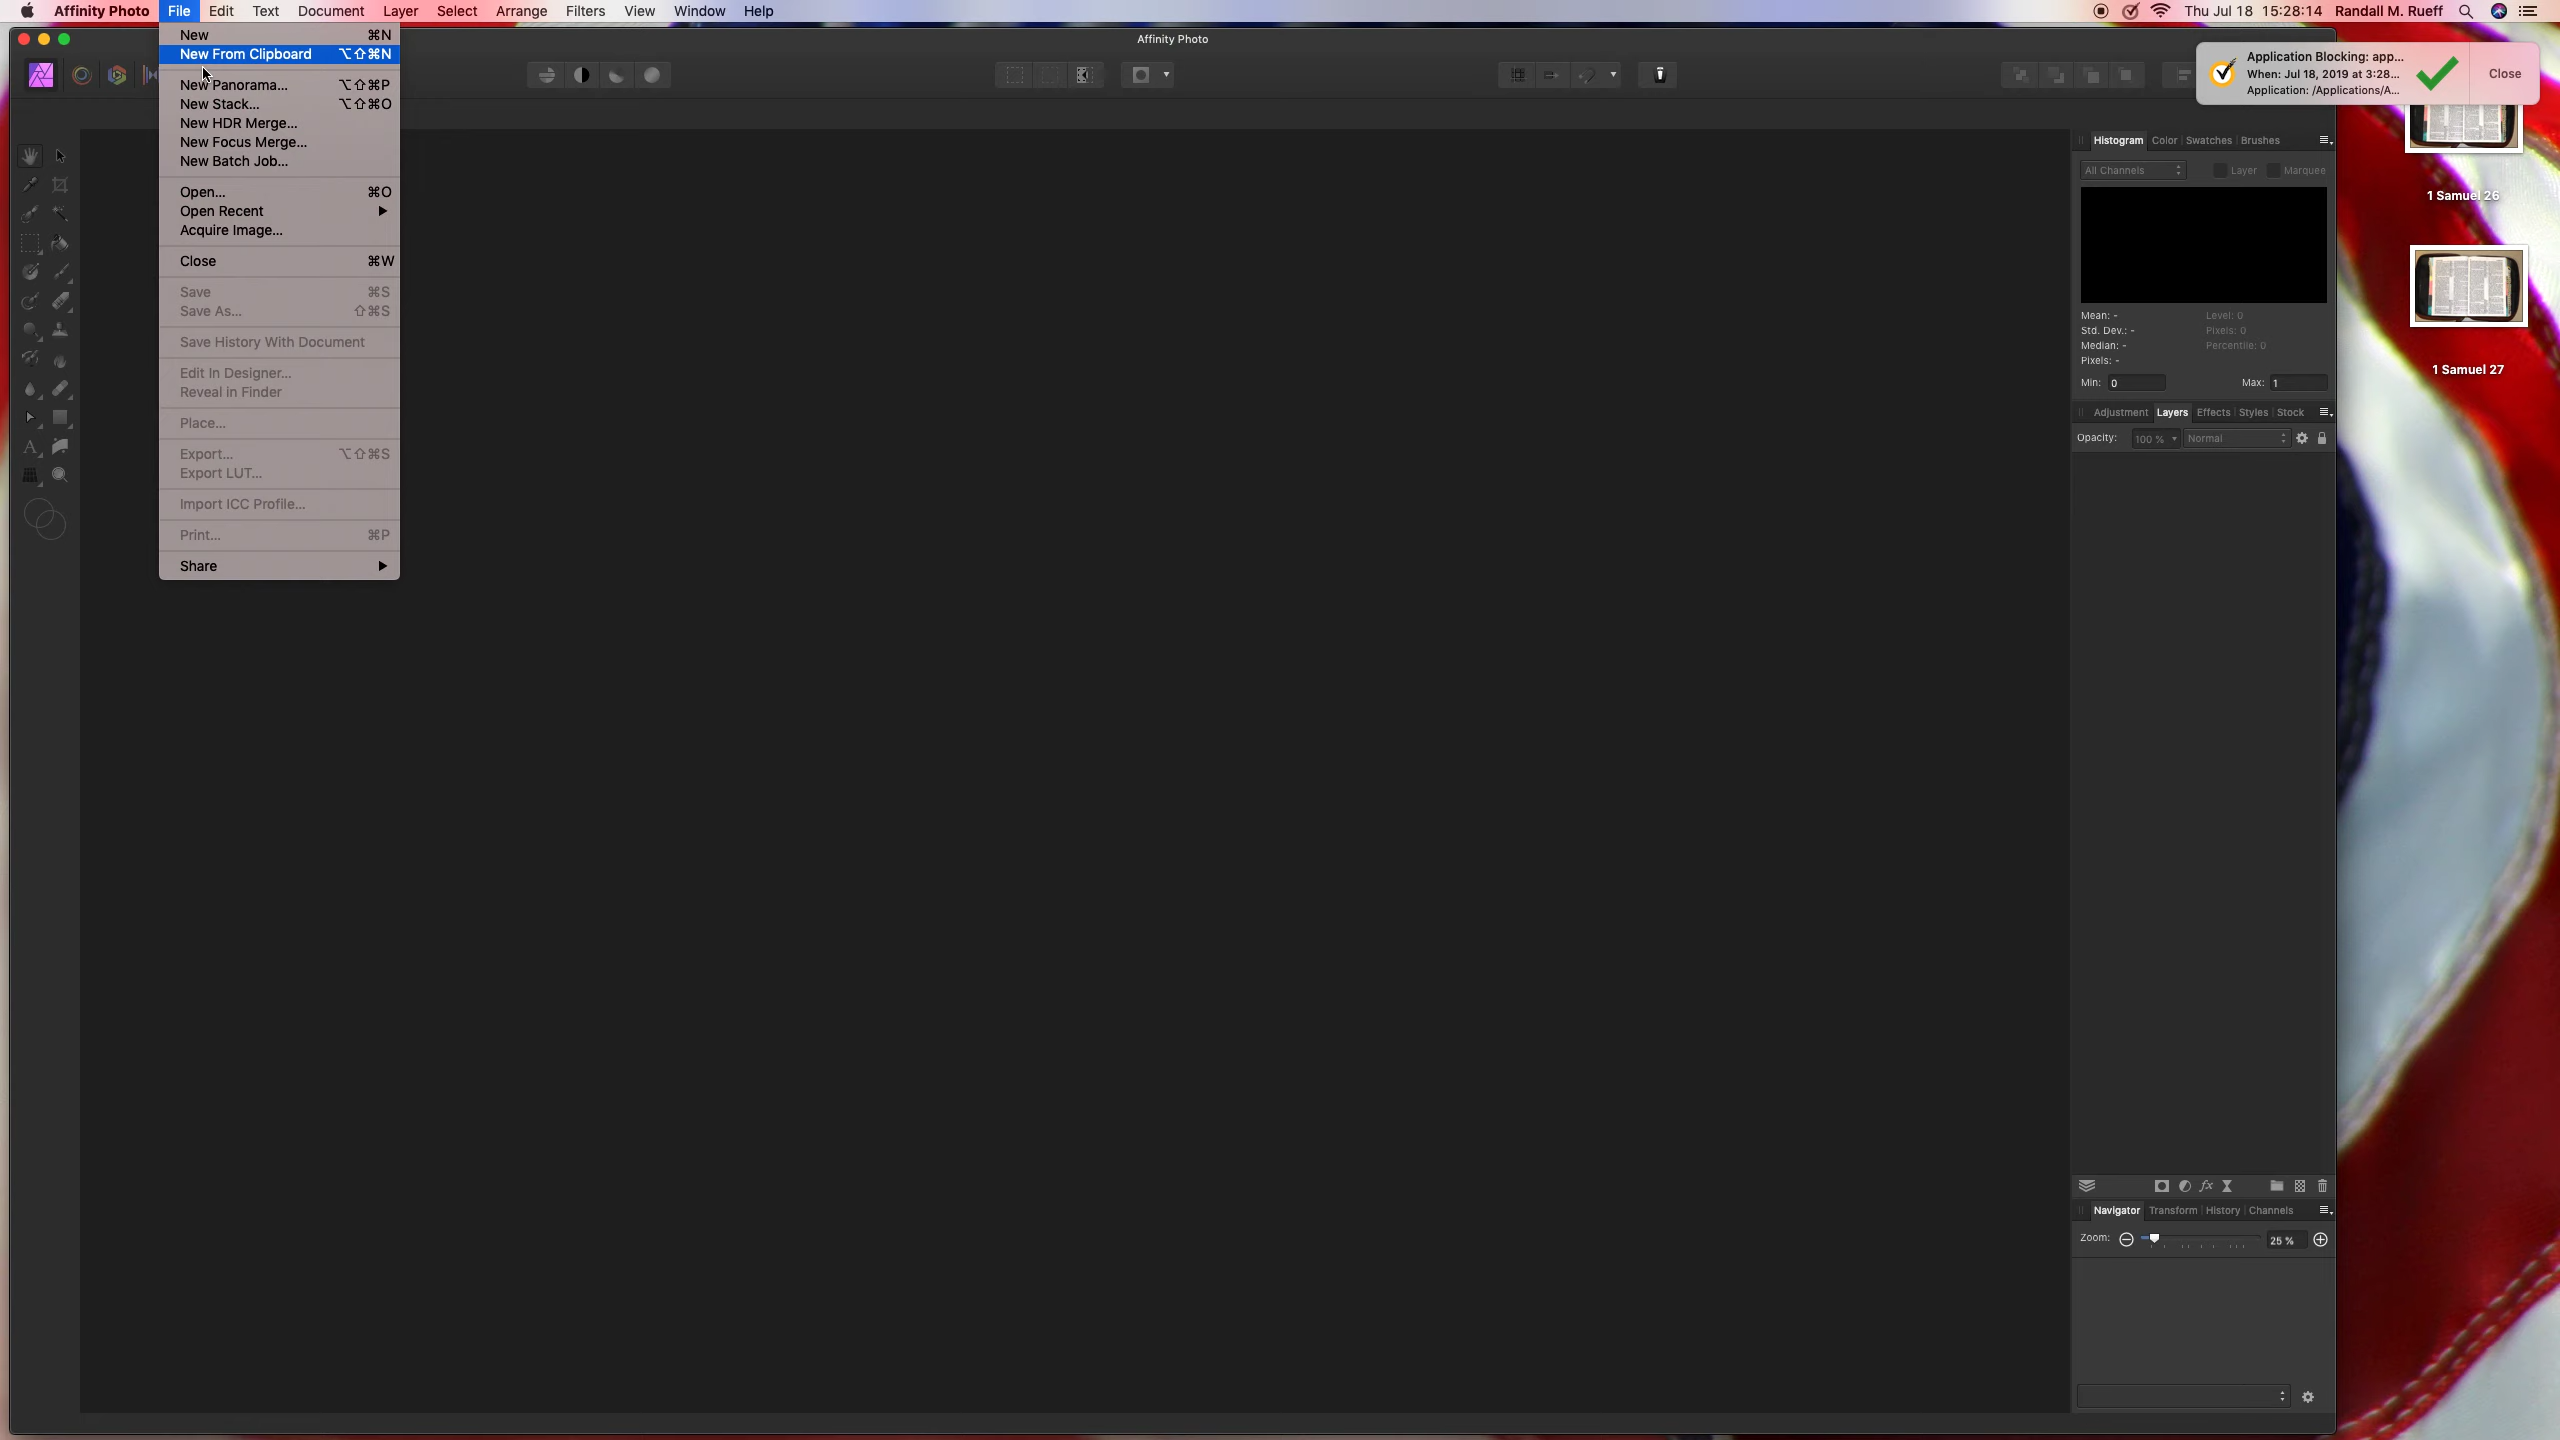 Affinity Photo File Edit Text Document Layer Select Arrange Filters View Window Help Thu Jul 18 15:28:14 Randall M. Rueff
Affinity Photo
New ⌘N
New From Clipboard ⌥⇧⌘N
New Panorama... ⌥⇧⌘P
New Stack... ⌥⇧⌘O
New HDR Merge...
New Focus Merge...
New Batch Job...
Open... ⌘O
Open Recent
Acquire Image...
Close ⌘W
Save ⌘S
Save As... ⇧⌘S
Save History With Document
Edit In Designer...
Reveal in Finder
Place...
Export... ⌥⇧⌘S
Export LUT...
Import ICC Profile...
Print... ⌘P
Share
Application Blocking: app...
When: Jul 18, 2019 at 3:28...
Application: /Applications/A...
Close
1 Samuel 26
1 Samuel 27
Histogram Color Swatches Brushes
All Channels Layer Marquee
Mean: - Level: 0
Std. Dev.: - Pixels: 0
Median: - Percentile: 0
Pixels: -
Min: 0 Max: 1
Adjustment Layers Effects Styles Stock
Opacity: 100 % Normal
fx
Navigator Transform History Channels
Zoom: 25 %